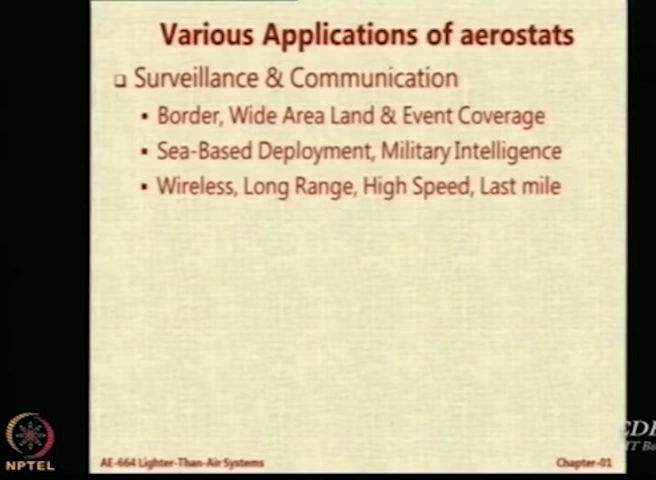 Various Applications of aerostats
Surveillance & Communication
Border, Wide Area Land & Event Coverage
Sea-Based Deployment, Military Intelligence
Wireless, Long Range, High Speed, Last mile
NPTEL
AE-664 Lighter-Than-Air Systems
Chapter-01